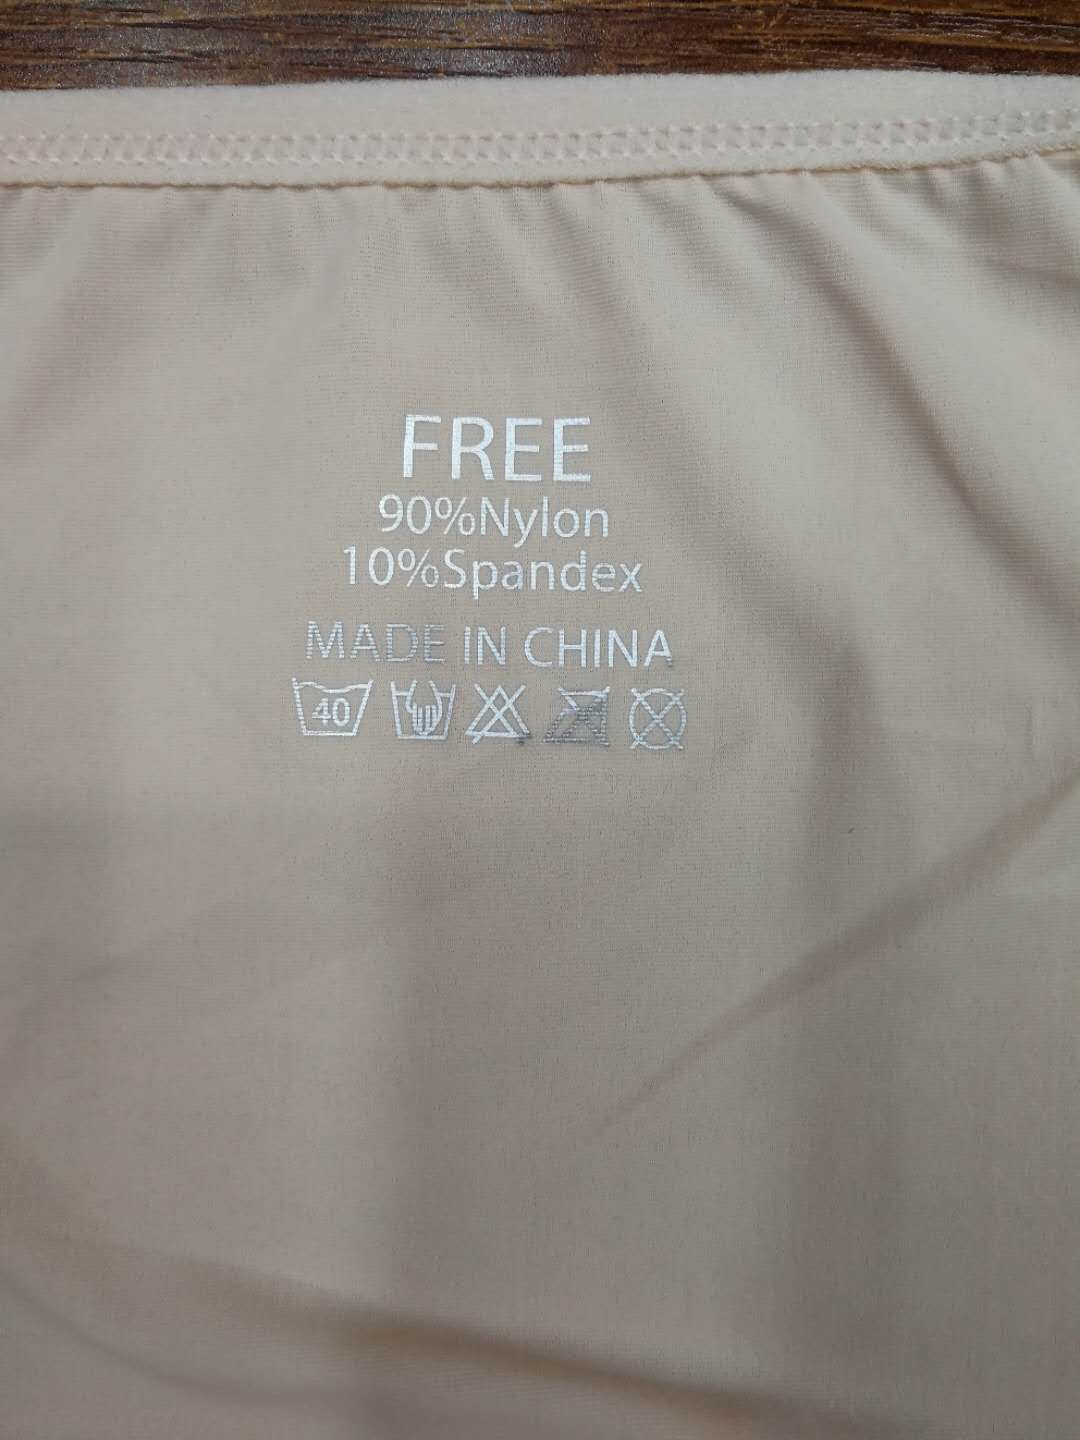 FREE
90%Nylon
10%Spandex
MADE IN CHINA
40